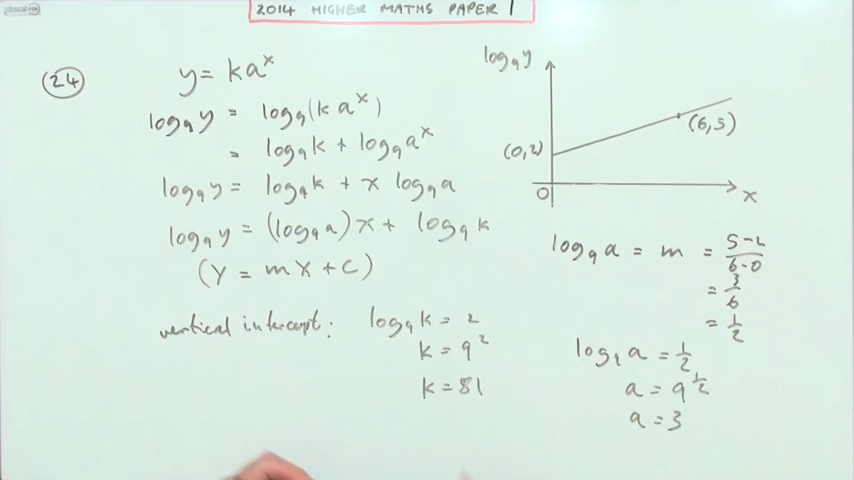 2014 HIGHER MATHS PAPER 1
24
y = ka^x
log₉y = log₉(k a^x)
= log₉k + log₉a^x
log₉y = log₉k + x log₉a
log₉y = (log₉a)x + log₉k
(Y = mX + C)
vertical intercept: log₉k = 2
k = 9²
k = 81
log₉y
(6,5)
(0,2)
O
x
log₉a = m = 5-2/6-0
= 3/6
= 1/2
log₉a = 1/2
a = 9^1/2
a = 3